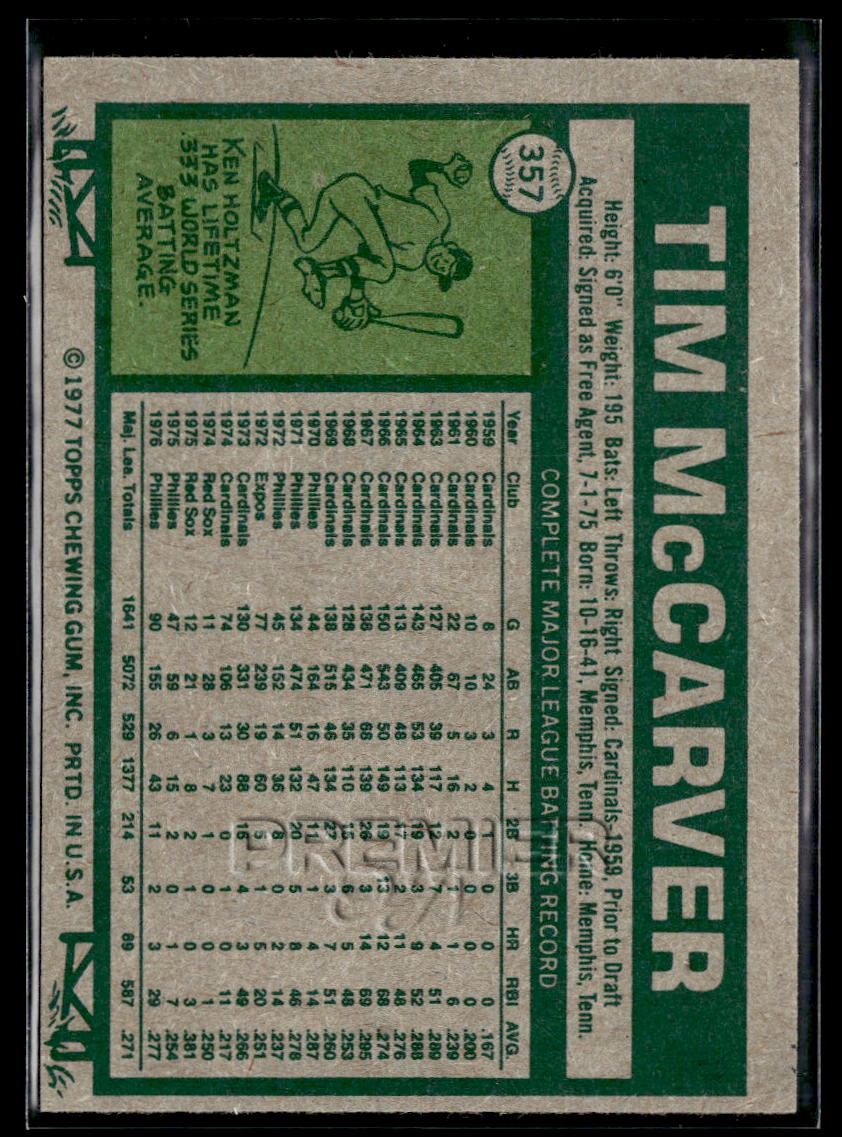 TIM McCARVER
357
Height: 6'0" Weight: 195 Bats: Left Throws: Right Signed: Cardinals-1959, Prior to Draft
Acquired: Signed as Free Agent, 7-1-75 Born: 10-16-41, Memphis, Tenn. Home: Memphis, Tenn.
COMPLETE MAJOR LEAGUE BATTING RECORD
Year Club G AB R H 2B 3B HR RBI AVG.
1959 Cardinals 8 24 3 4 1 0 0 0 .167
1960 Cardinals 10 10 3 2 0 0 0 0 .200
1961 Cardinals 22 67 5 16 2 1 1 6 .239
1963 Cardinals 127 405 39 117 12 7 4 51 .289
1964 Cardinals 143 465 53 134 19 3 9 52 .288
1965 Cardinals 113 409 48 113 17 2 11 48 .276
1966 Cardinals 150 543 50 149 19 13 12 68 .274
1967 Cardinals 138 471 68 139 26 3 14 69 .295
1968 Cardinals 128 434 35 110 15 6 5 48 .253
1969 Cardinals 138 515 46 134 27 3 7 51 .260
1970 Phillies 44 164 16 47 11 1 4 14 .287
1971 Phillies 134 474 51 132 20 5 8 46 .278
1972 Phillies 45 152 14 36 8 0 2 14 .237
1972 Expos 77 239 19 60 5 1 5 20 .251
1973 Cardinals 130 331 30 88 16 4 3 49 .266
1974 Cardinals 74 106 13 23 0 1 0 11 .217
1974 Red Sox 11 28 3 7 1 0 0 1 .250
1975 Red Sox 12 21 1 8 2 1 0 3 .381
1975 Phillies 47 59 6 15 2 0 1 7 .254
1976 Phillies 90 155 26 43 11 2 3 29 .277
Maj. Lea. Totals 1641 5072 529 1377 214 53 89 587 .271
KEN HOLTZMAN
HAS LIFETIME
.333 WORLD SERIES
BATTING
AVERAGE.
© 1977 TOPPS CHEWING GUM, INC. PRTD. IN U.S.A.
PREMIER